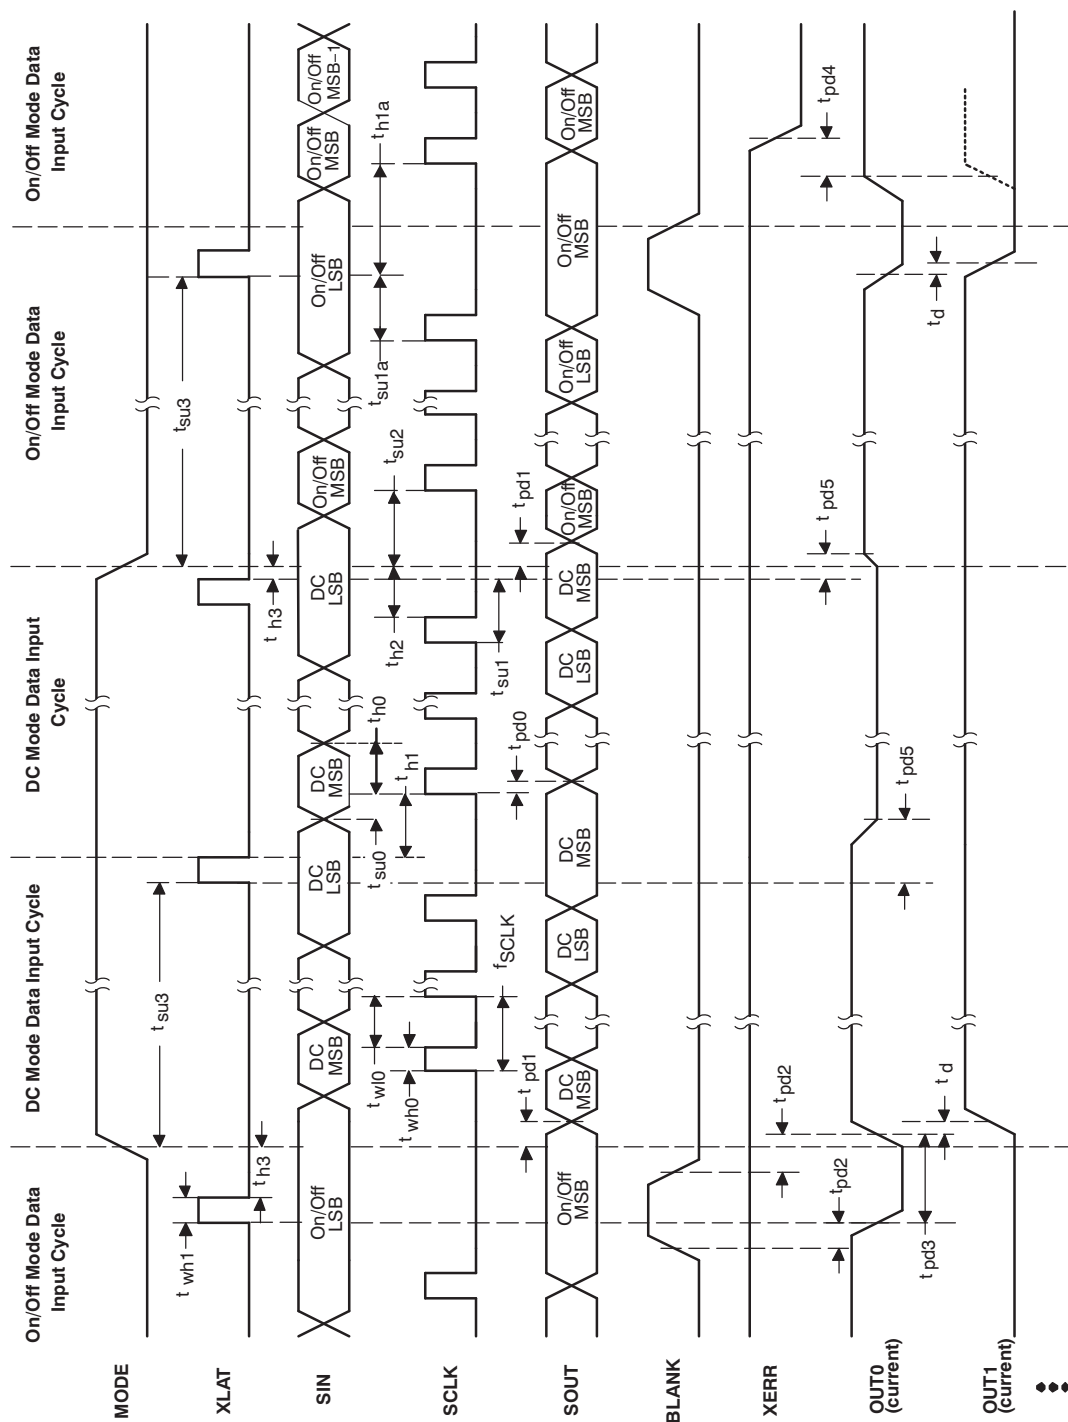 On/Off Mode Data
Input Cycle
DC Mode Data Input Cycle
DC Mode Data Input
Cycle
On/Off Mode Data
Input Cycle
On/Off Mode Data
Input Cycle
MODE
t wh1
t h3
t su3
t h3
t su3
XLAT
SIN
On/Off
LSB
DC
MSB
DC
LSB
DC
MSB
DC
LSB
On/Off
MSB
On/Off
LSB
On/Off
MSB
On/Off
MSB-1
t wl0
t su0
t h0
t h2
t su2
t su1a
t h1a
t wh0
t h1
SCLK
f SCLK
t su1
t pd1
t pd0
t pd1
SOUT
On/Off
MSB
DC
MSB
DC
LSB
DC
MSB
DC
LSB
DC
MSB
On/Off
MSB
On/Off
LSB
On/Off
MSB
On/Off
MSB
BLANK
XERR
t pd2
t pd2
t pd5
t pd4
OUT0
(current)
t pd3
t d
t pd5
t d
OUT1
(current)